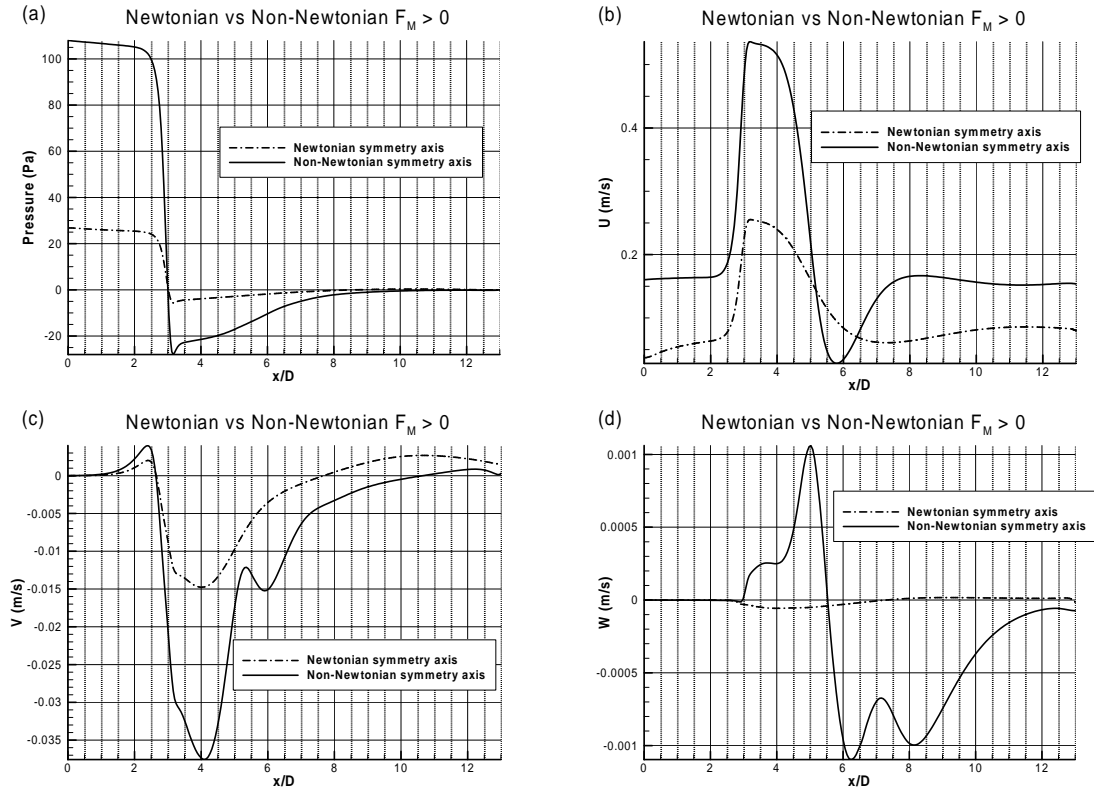 (a)
Newtonian vs Non-Newtonian F_M > 0
Pressure (Pa)
100
80
60
40
20
0
-20
Newtonian symmetry axis
Non-Newtonian symmetry axis
0 2 4 6 8 10 12
x/D
(b)
Newtonian vs Non-Newtonian F_M > 0
U (m/s)
0.4
0.2
Newtonian symmetry axis
Non-Newtonian symmetry axis
0 2 4 6 8 10 12
x/D
(c)
Newtonian vs Non-Newtonian F_M > 0
V (m/s)
0
-0.005
-0.01
-0.015
-0.02
-0.025
-0.03
-0.035
Newtonian symmetry axis
Non-Newtonian symmetry axis
0 2 4 6 8 10 12
x/D
(d)
Newtonian vs Non-Newtonian F_M > 0
W (m/s)
0.001
0.0005
0
-0.0005
-0.001
Newtonian symmetry axis
Non-Newtonian symmetry axis
0 2 4 6 8 10 12
x/D